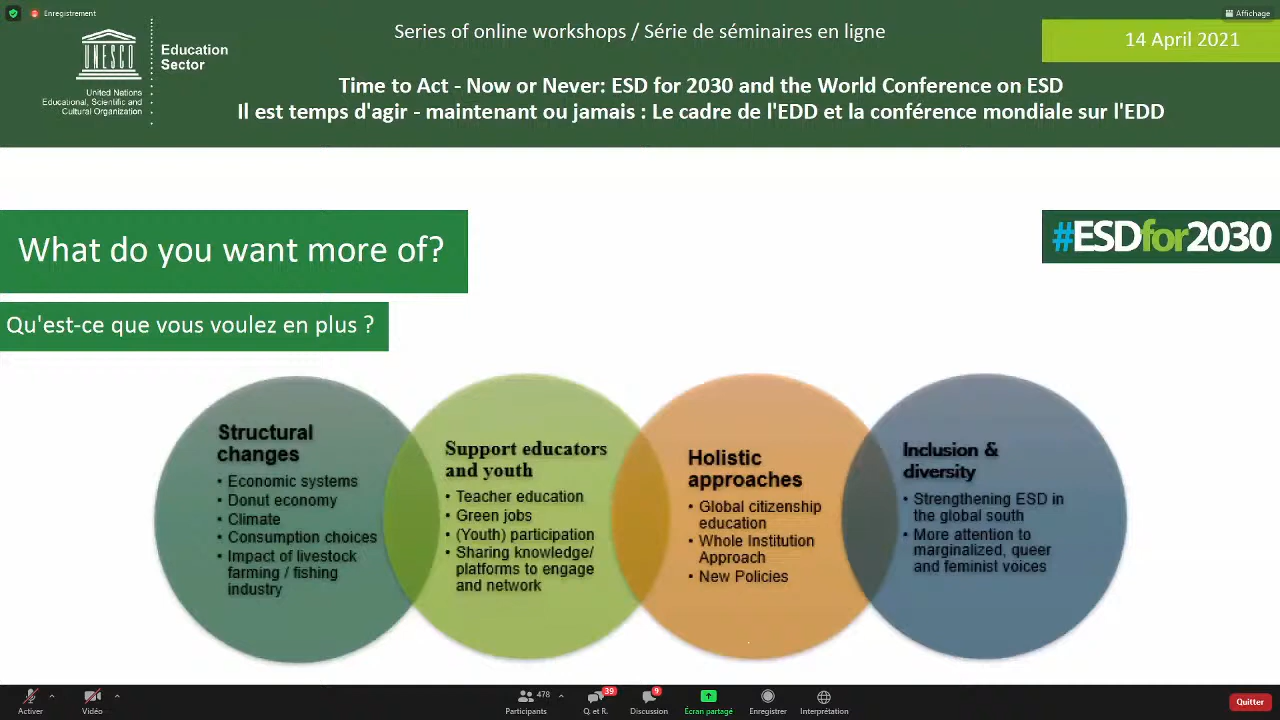 Enregistrement
Affichage
UNESCO
Education
Sector
United Nations
Educational, Scientific and
Cultural Organization
Series of online workshops / Série de séminaires en ligne
14 April 2021
Time to Act - Now or Never: ESD for 2030 and the World Conference on ESD
Il est temps d'agir - maintenant ou jamais : Le cadre de l'EDD et la conférence mondiale sur l'EDD
What do you want more of?
#ESDfor2030
Qu'est-ce que vous voulez en plus ?
Structural
changes
• Economic systems
• Donut economy
• Climate
• Consumption choices
• Impact of livestock
farming / fishing
industry
Support educators
and youth
• Teacher education
• Green jobs
• (Youth) participation
• Sharing knowledge/
platforms to engage
and network
Holistic
approaches
• Global citizenship
education
• Whole Institution
Approach
• New Policies
Inclusion &
diversity
• Strengthening ESD in
the global south
• More attention to
marginalized, queer
and feminist voices
Activer
Vidéo
478
Participants
39
Q. et R.
9
Discussion
Écran partagé
Enregistrer
Interprétation
Quitter